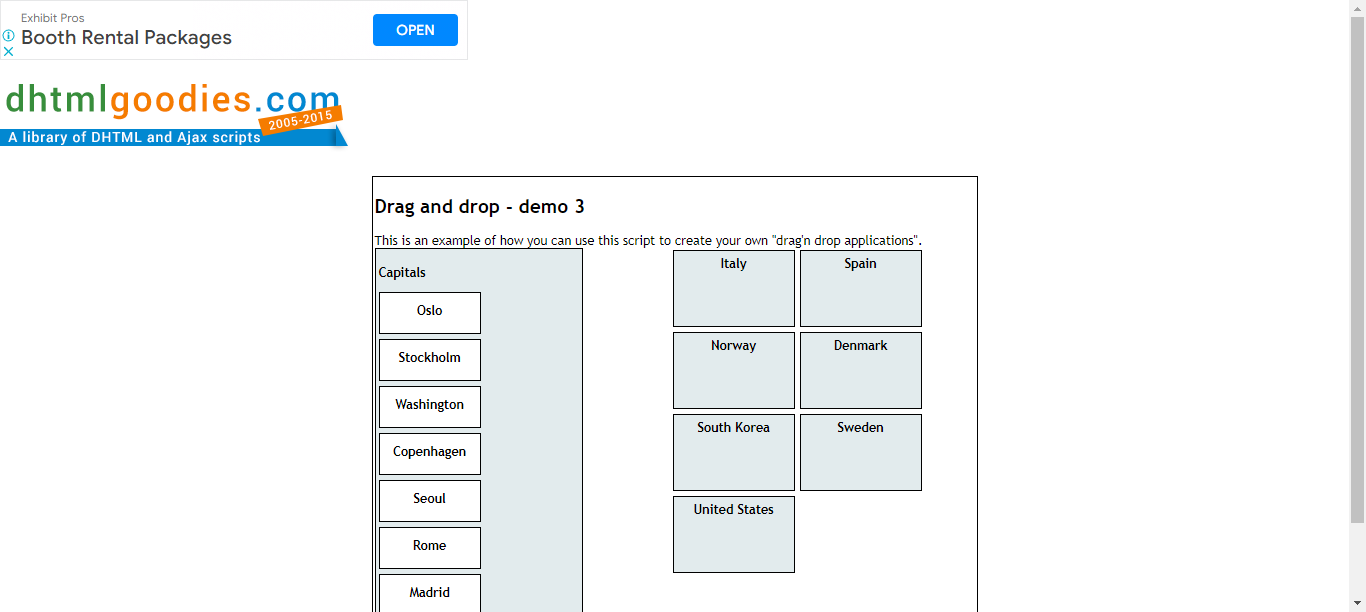 Exhibit Pros
Booth Rental Packages
OPEN
dhtmlgoodies.com
2005-2015
A library of DHTML and Ajax scripts
Drag and drop - demo 3
This is an example of how you can use this script to create your own "drag'n drop applications".
Capitals
Oslo
Stockholm
Washington
Copenhagen
Seoul
Rome
Madrid
Italy
Spain
Norway
Denmark
South Korea
Sweden
United States